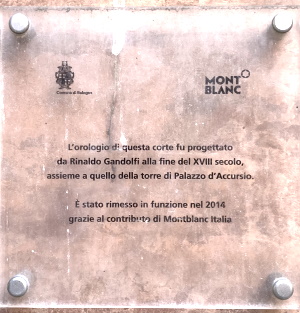 Comune di Bologna
MONT
BLANC
L'orologio di questa corte fu progettato
da Rinaldo Gandolfi alla fine del XVIII secolo,
assieme a quello della torre di Palazzo d'Accursio.
È stato rimesso in funzione nel 2014
grazie al contributo di Montblanc Italia